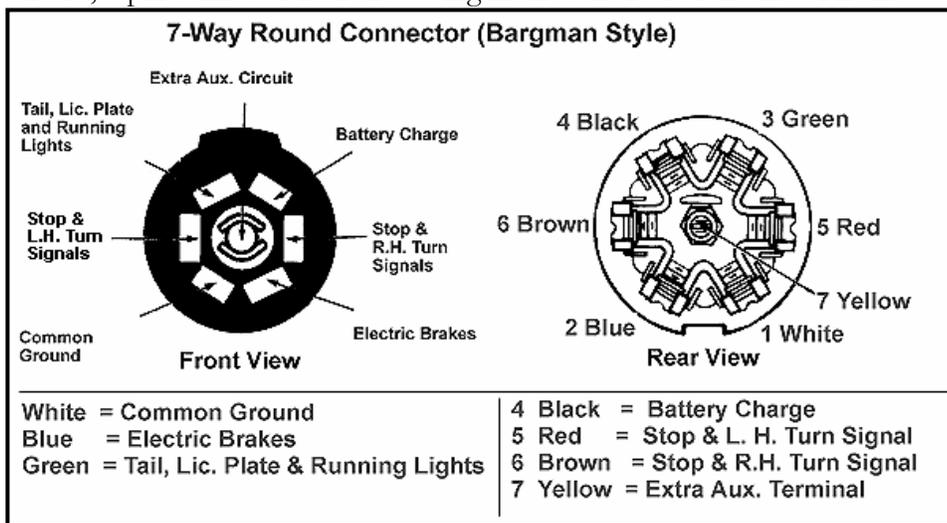 7-Way Round Connector (Bargman Style)
Extra Aux. Circuit
Tail, Lic. Plate
and Running
Lights
Battery Charge
Stop &
L.H. Turn
Signals
Stop &
R.H. Turn
Signals
Common
Ground
Electric Brakes
Front View
4 Black
3 Green
6 Brown
5 Red
7 Yellow
2 Blue
1 White
Rear View
White = Common Ground
Blue = Electric Brakes
Green = Tail, Lic. Plate & Running Lights
4 Black = Battery Charge
5 Red = Stop & L. H. Turn Signal
6 Brown = Stop & R.H. Turn Signal
7 Yellow = Extra Aux. Terminal